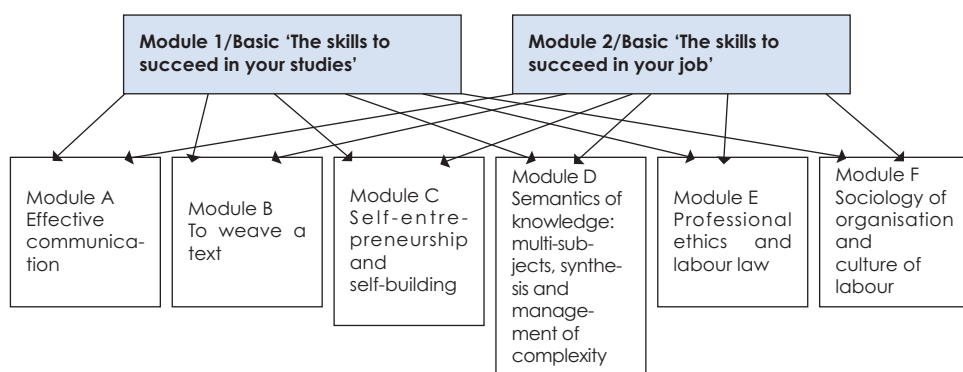 Module 1/Basic ‘The skills to
succeed in your studies’
Module 2/Basic ‘The skills to
succeed in your job’
Module A
Effective
communica-
tion
Module B
To weave a
text
Module C
Self-entre-
preneurship
and
self-building
Module D
Semantics of
knowledge:
multi-sub-
jects, synthe-
sis and
manage-
ment of
complexity
Module E
Professional
ethics and
labour law
Module F
Sociology of
organisation
and
culture of
labour